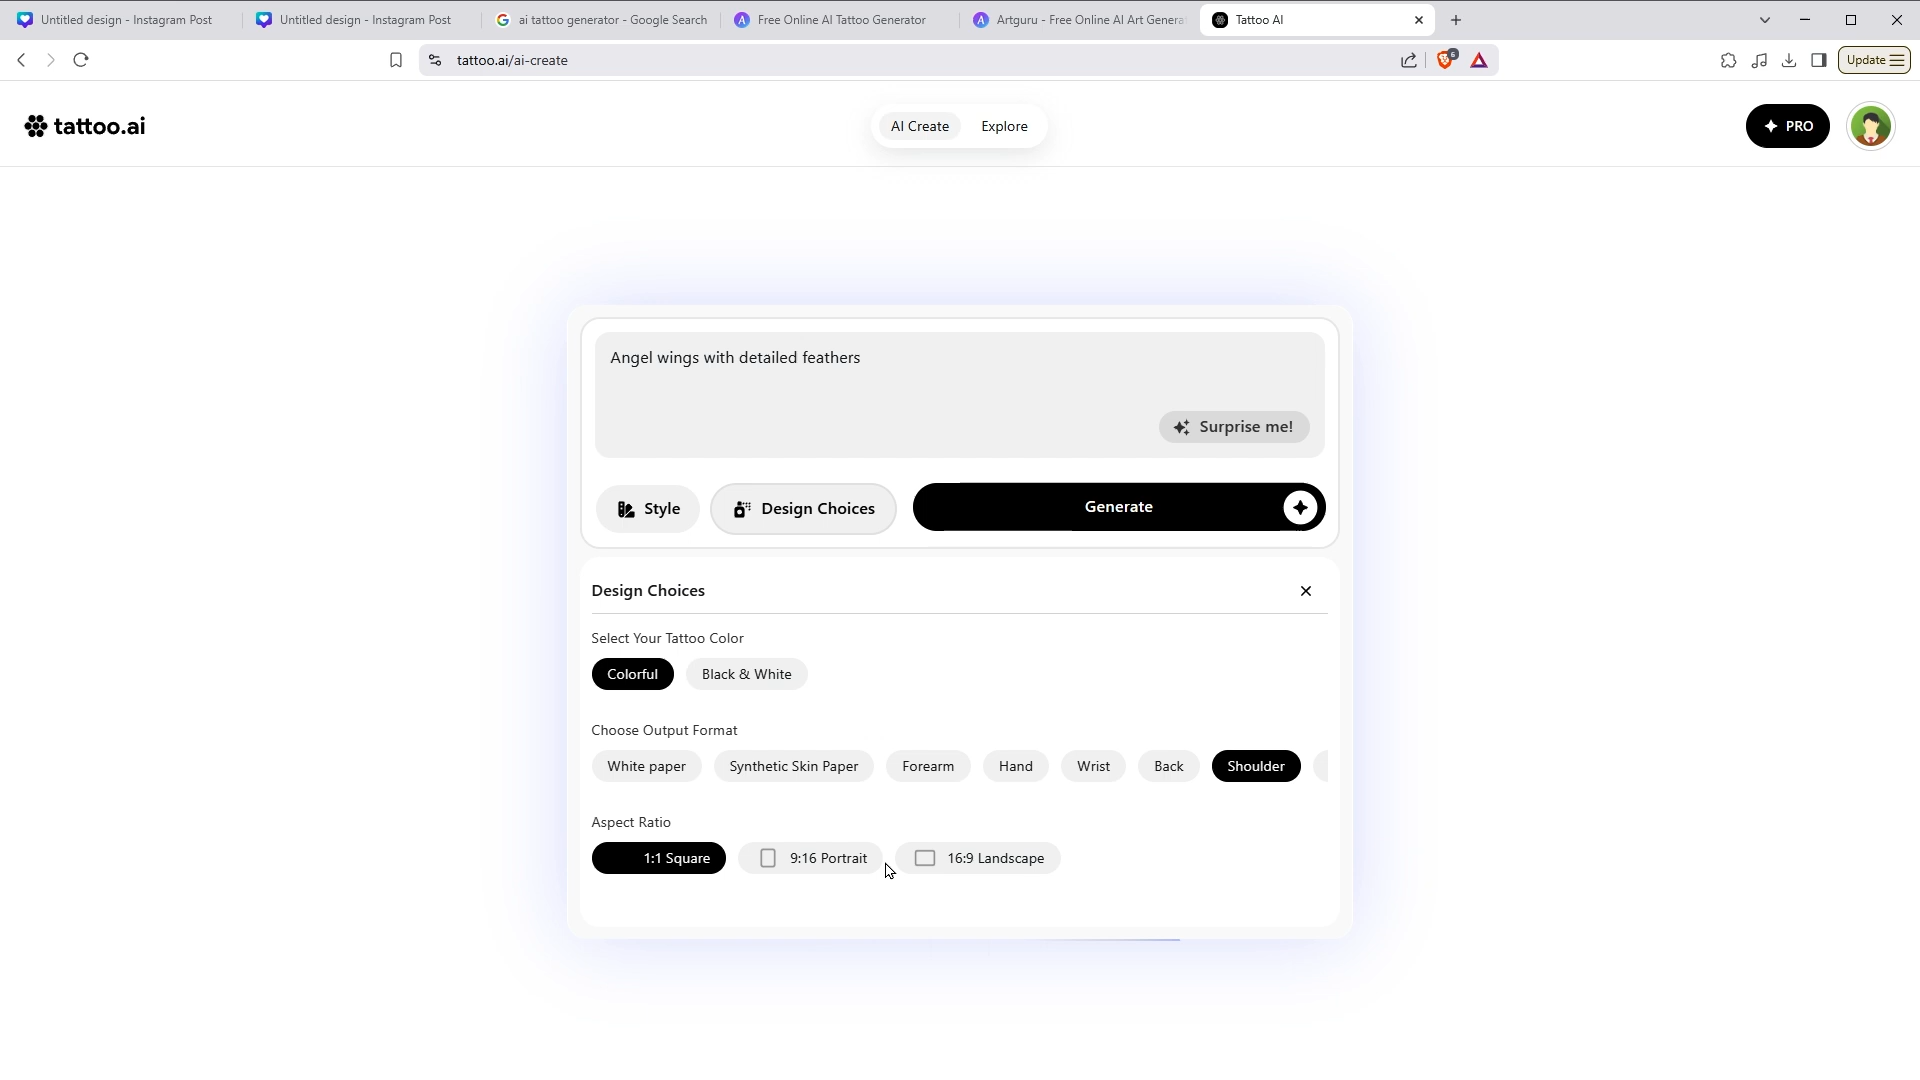 Untitled design - Instagram Post
Untitled design - Instagram Post
ai tattoo generator - Google Search
Free Online AI Tattoo Generator
Artguru - Free Online AI Art Genera
Tattoo AI
tattoo.ai/ai-create
6
Update
tattoo.ai
AI Create
Explore
PRO
Angel wings with detailed feathers
Surprise me!
Style
Design Choices
Generate
Design Choices
Select Your Tattoo Color
Colorful
Black & White
Choose Output Format
White paper
Synthetic Skin Paper
Forearm
Hand
Wrist
Back
Shoulder
Aspect Ratio
1:1 Square
9:16 Portrait
16:9 Landscape